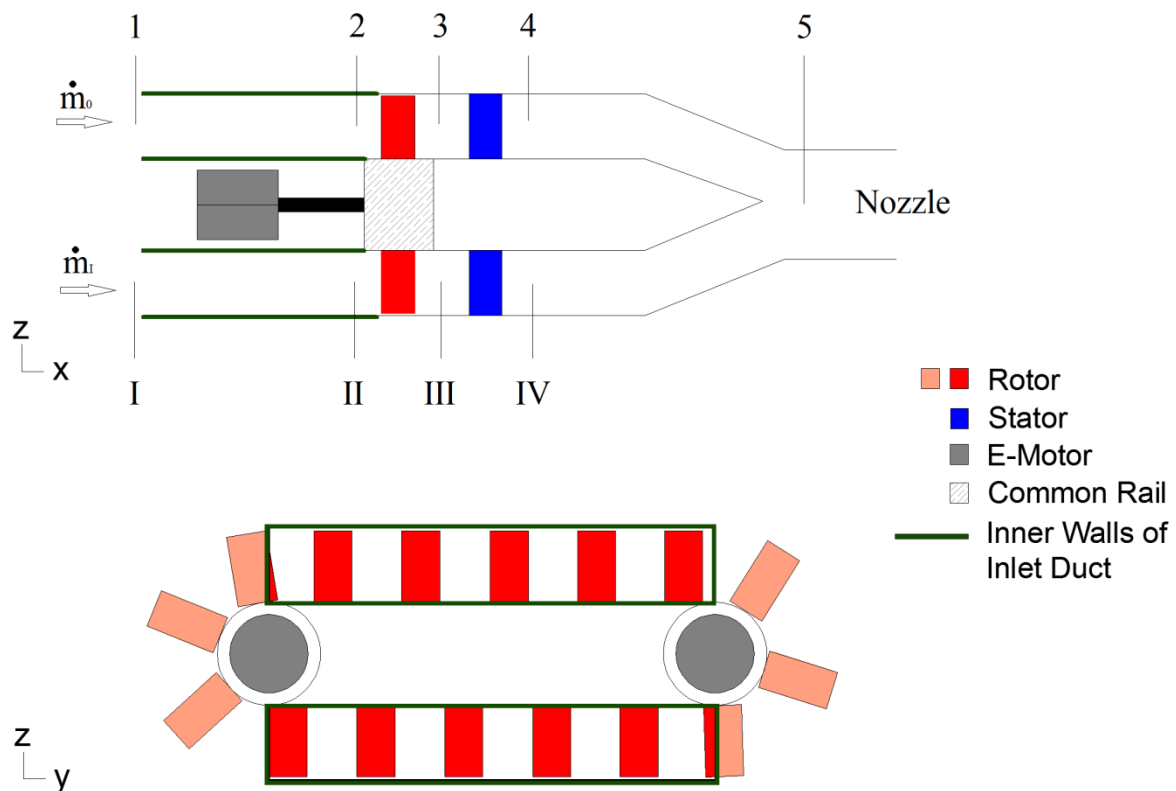 1 2 3 4 5
ṁ₀
Nozzle
ṁ_I
z
x
I II III IV
Rotor
Stator
E-Motor
Common Rail
Inner Walls of
Inlet Duct
z
y